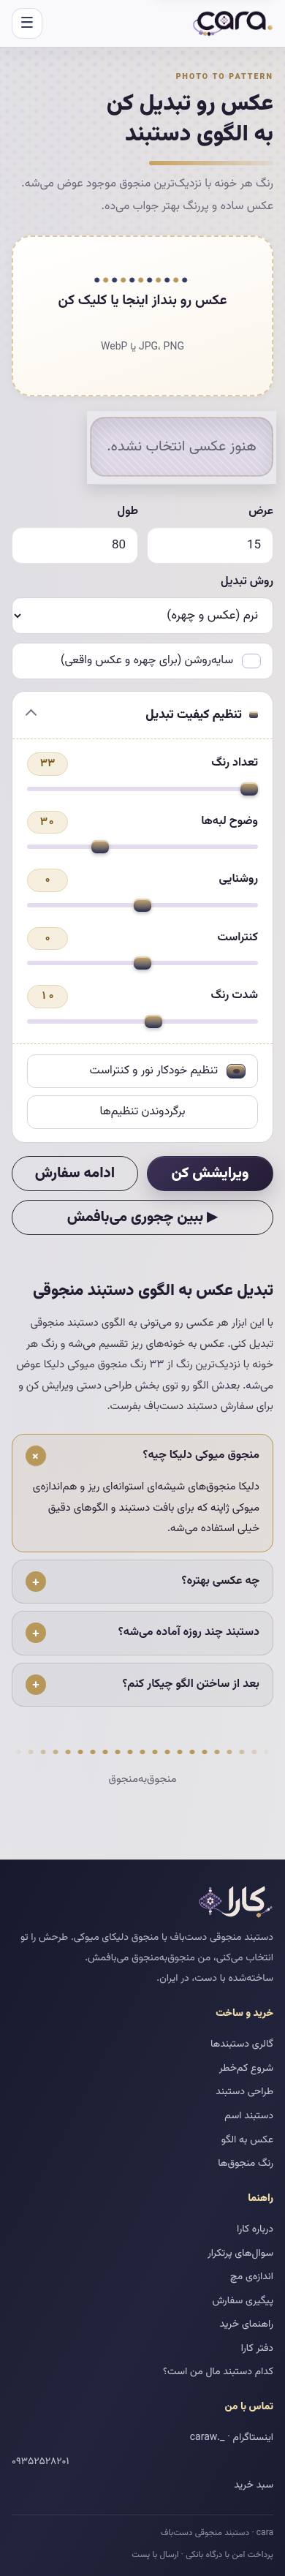 cara.
☰
PHOTO TO PATTERN
عکس رو تبدیل کن
به الگوی دستبند
رنگ هر خونه با نزدیک‌ترین منجوق موجود عوض می‌شه.
عکس ساده و پررنگ بهتر جواب می‌ده.
عکس رو بنداز اینجا یا کلیک کن
JPG، PNG یا WebP
هنوز عکسی انتخاب نشده.
عرض
طول
15
80
روش تبدیل
نرم (عکس و چهره)
سایه‌روشن (برای چهره و عکس واقعی)
تنظیم کیفیت تبدیل
تعداد رنگ
۳۳
وضوح لبه‌ها
۳۰
روشنایی
۰
کنتراست
۰
شدت رنگ
۱۰
تنظیم خودکار نور و کنتراست
برگردوندن تنظیم‌ها
ویرایشش کن
ادامه سفارش
▶ ببین چجوری می‌بافمش
تبدیل عکس به الگوی دستبند منجوقی
با این ابزار هر عکسی رو می‌تونی به الگوی دستبند منجوقی
تبدیل کنی. عکس به خونه‌های ریز تقسیم می‌شه و رنگ هر
خونه با نزدیک‌ترین رنگ از ۳۳ رنگ منجوق میوکی دلیکا عوض
می‌شه. بعدش الگو رو توی بخش طراحی دستی ویرایش کن و
برای سفارش دستبند دست‌باف بفرست.
منجوق میوکی دلیکا چیه؟
دلیکا منجوق‌های شیشه‌ای استوانه‌ای ریز و هم‌اندازه‌ی
میوکی ژاپنه که برای بافت دستبند و الگوهای دقیق
خیلی استفاده می‌شه.
چه عکسی بهتره؟
دستبند چند روزه آماده می‌شه؟
بعد از ساختن الگو چیکار کنم؟
منجوق‌به‌منجوق
کارا
دستبند منجوقی دست‌باف با منجوق دلیکای میوکی. طرحش را تو
انتخاب می‌کنی، من منجوق‌به‌منجوق می‌بافمش.
ساخته‌شده با دست، در ایران.
خرید و ساخت
گالری دستبندها
شروع کم‌خطر
طراحی دستبند
دستبند اسم
عکس به الگو
رنگ منجوق‌ها
راهنما
درباره کارا
سوال‌های پرتکرار
اندازه‌ی مچ
پیگیری سفارش
راهنمای خرید
دفتر کارا
کدام دستبند مال من است؟
تماس با من
اینستاگرام · _.caraw
۰۹۳۵۲۵۲۸۲۰۱
سبد خرید
cara · دستبند منجوقی دست‌باف
پرداخت امن با درگاه بانکی · ارسال با پست